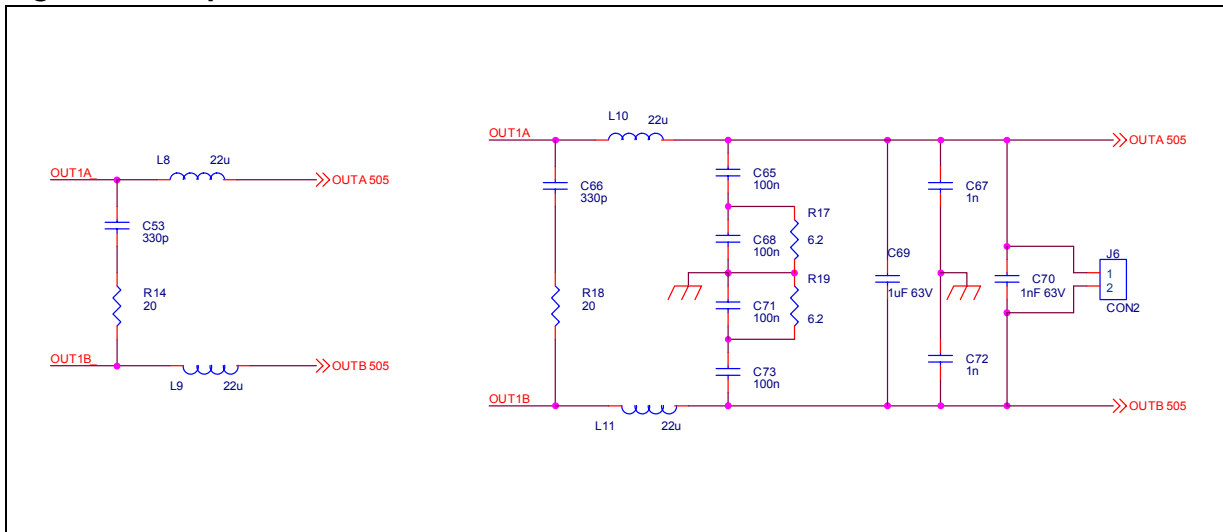 L8 22u
OUT1A_
OUTA 505
C53
330p
R14
20
OUT1B_
OUTB 505
L9 22u
L10 22u
OUT1A
OUTA 505
C66
330p
C65
100n
C67
1n
R17
6.2
C68
100n
C69
1uF 63V
R18
20
R19
6.2
C71
100n
C70
1nF 63V
J6
1
2
CON2
C72
1n
C73
100n
OUT1B
OUTB 505
L11 22u